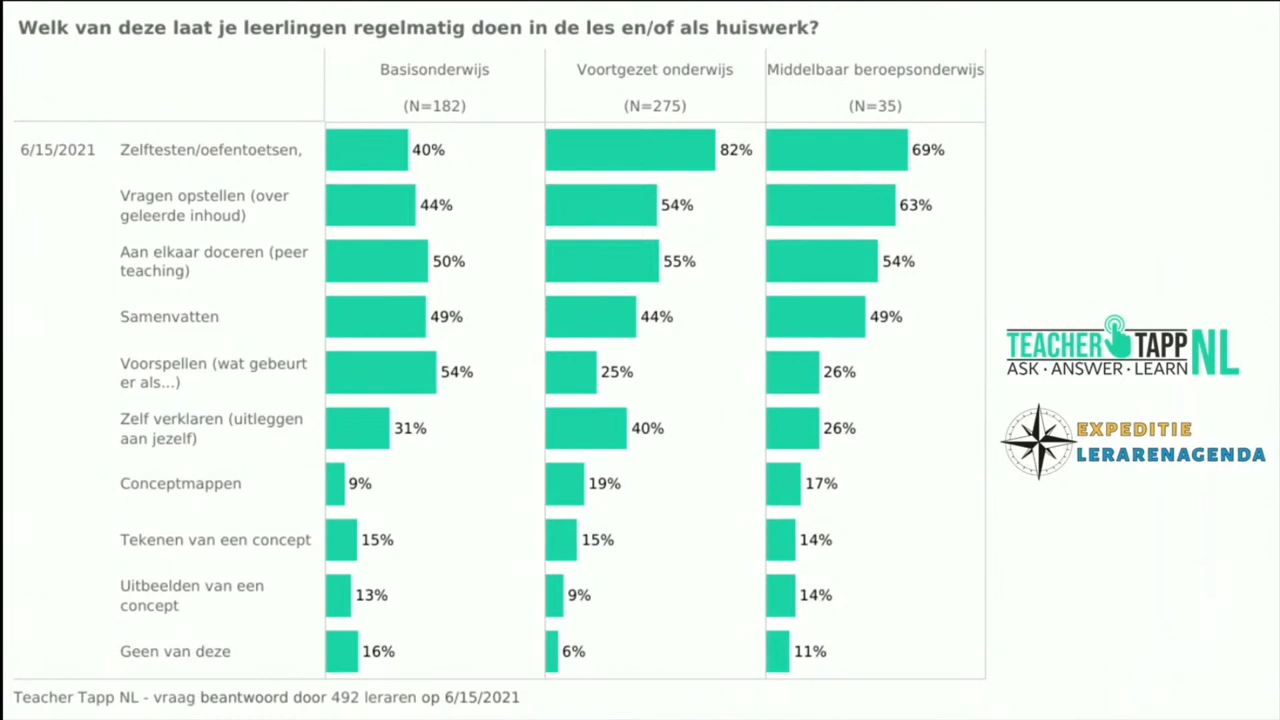 Welk van deze laat je leerlingen regelmatig doen in de les en/of als huiswerk?
Basisonderwijs
Voortgezet onderwijs
Middelbaar beroepsonderwijs
(N=182)
(N=275)
(N=35)
6/15/2021
Zelftesten/oefentoetsen,
40%
82%
69%
Vragen opstellen (over
geleerde inhoud)
44%
54%
63%
Aan elkaar doceren (peer
teaching)
50%
55%
54%
Samenvatten
49%
44%
49%
Voorspellen (wat gebeurt
er als...)
54%
25%
26%
Zelf verklaren (uitleggen
aan jezelf)
31%
40%
26%
Conceptmappen
9%
19%
17%
Tekenen van een concept
15%
15%
14%
Uitbeelden van een
concept
13%
9%
14%
Geen van deze
16%
6%
11%
Teacher Tapp NL - vraag beantwoord door 492 leraren op 6/15/2021
TEACHER TAPP NL
ASK · ANSWER · LEARN
EXPEDITIE
LERARENAGENDA